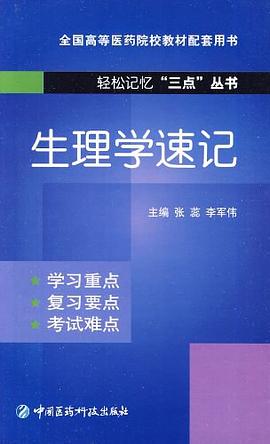 全国高等医药院校教材配套用书
轻松记忆“三点”丛书
生理学速记
主编 张 蕊 李军伟
★ 学习重点
★ 复习要点
★ 考试难点
中国医药科技出版社